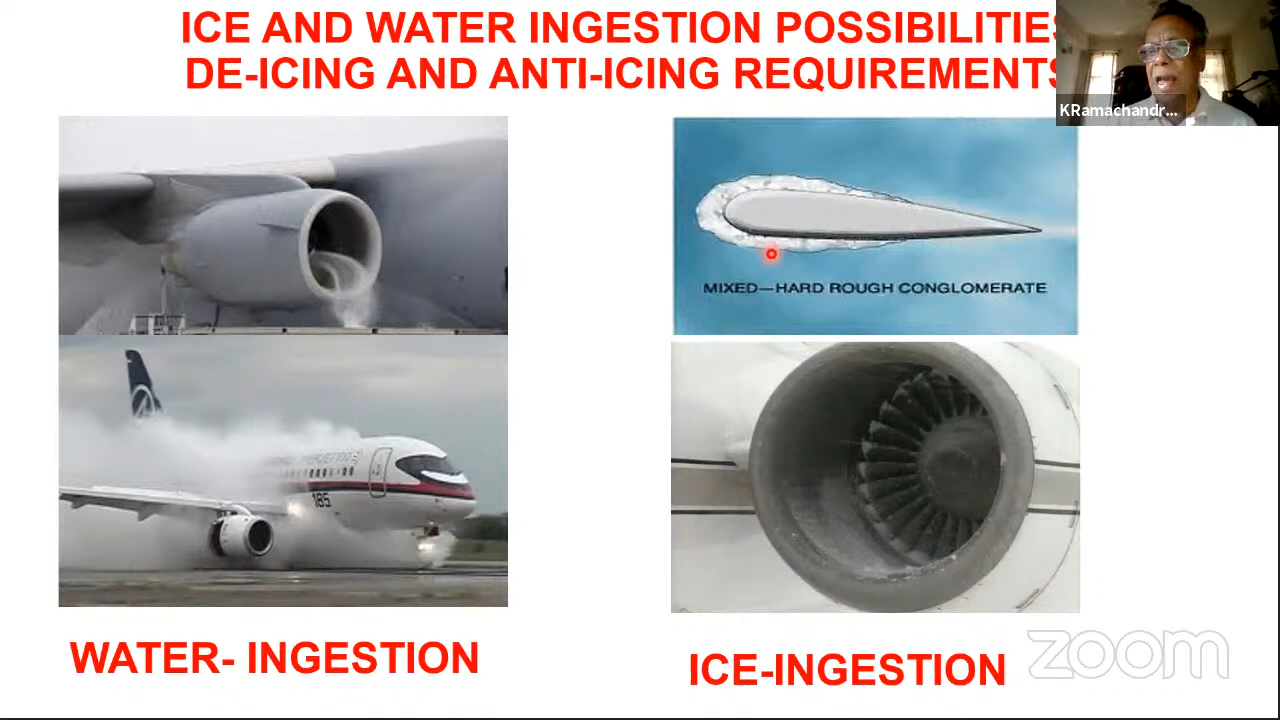 ICE AND WATER INGESTION POSSIBILITIES
DE-ICING AND ANTI-ICING REQUIREMENTS
KRamachandr...
MIXED—HARD ROUGH CONGLOMERATE
185
WATER- INGESTION
ICE-INGESTION
zoom